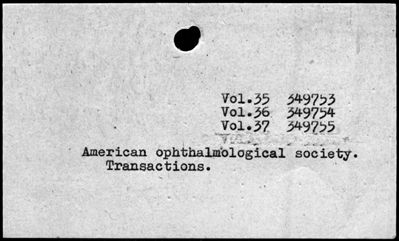 Vol.35 349753
Vol.36 349754
Vol.37 349755
American ophthalmological society.
Transactions.